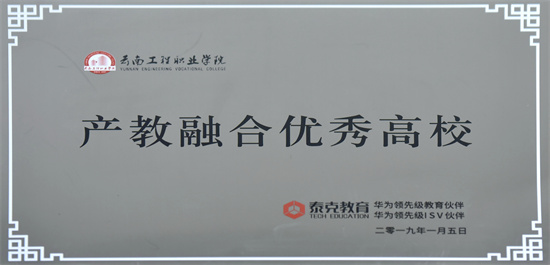 云南工程职业学院
YUNNAN ENGINEERING VOCATIONAL COLLEGE
产教融合优秀高校
泰克教育
TECH EDUCATION
华为领先级教育伙伴
华为领先级ISV伙伴
二零一九年一月五日